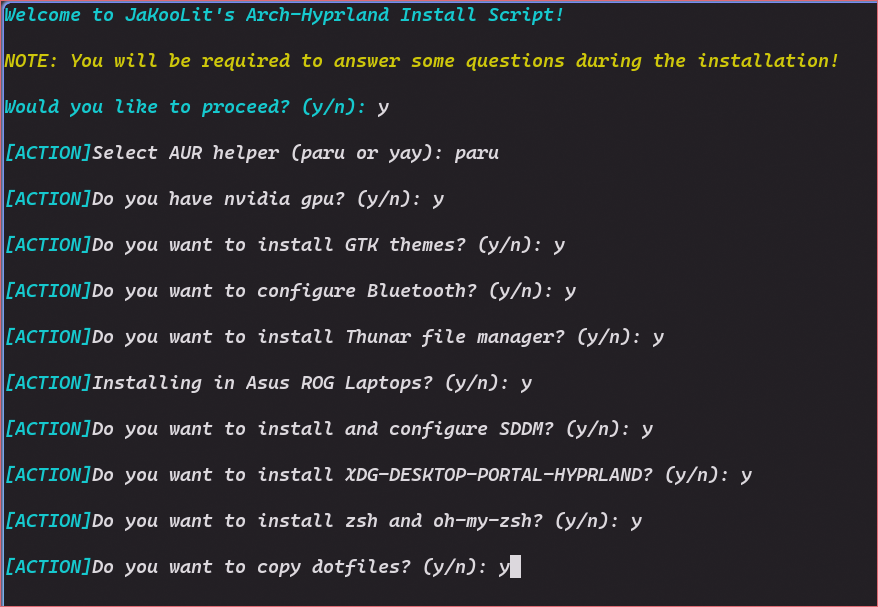 Welcome to JaKooLit's Arch-Hyprland Install Script!
NOTE: You will be required to answer some questions during the installation!
Would you like to proceed? (y/n): y
[ACTION]Select AUR helper (paru or yay): paru
[ACTION]Do you have nvidia gpu? (y/n): y
[ACTION]Do you want to install GTK themes? (y/n): y
[ACTION]Do you want to configure Bluetooth? (y/n): y
[ACTION]Do you want to install Thunar file manager? (y/n): y
[ACTION]Installing in Asus ROG Laptops? (y/n): y
[ACTION]Do you want to install and configure SDDM? (y/n): y
[ACTION]Do you want to install XDG-DESKTOP-PORTAL-HYPRLAND? (y/n): y
[ACTION]Do you want to install zsh and oh-my-zsh? (y/n): y
[ACTION]Do you want to copy dotfiles? (y/n): y